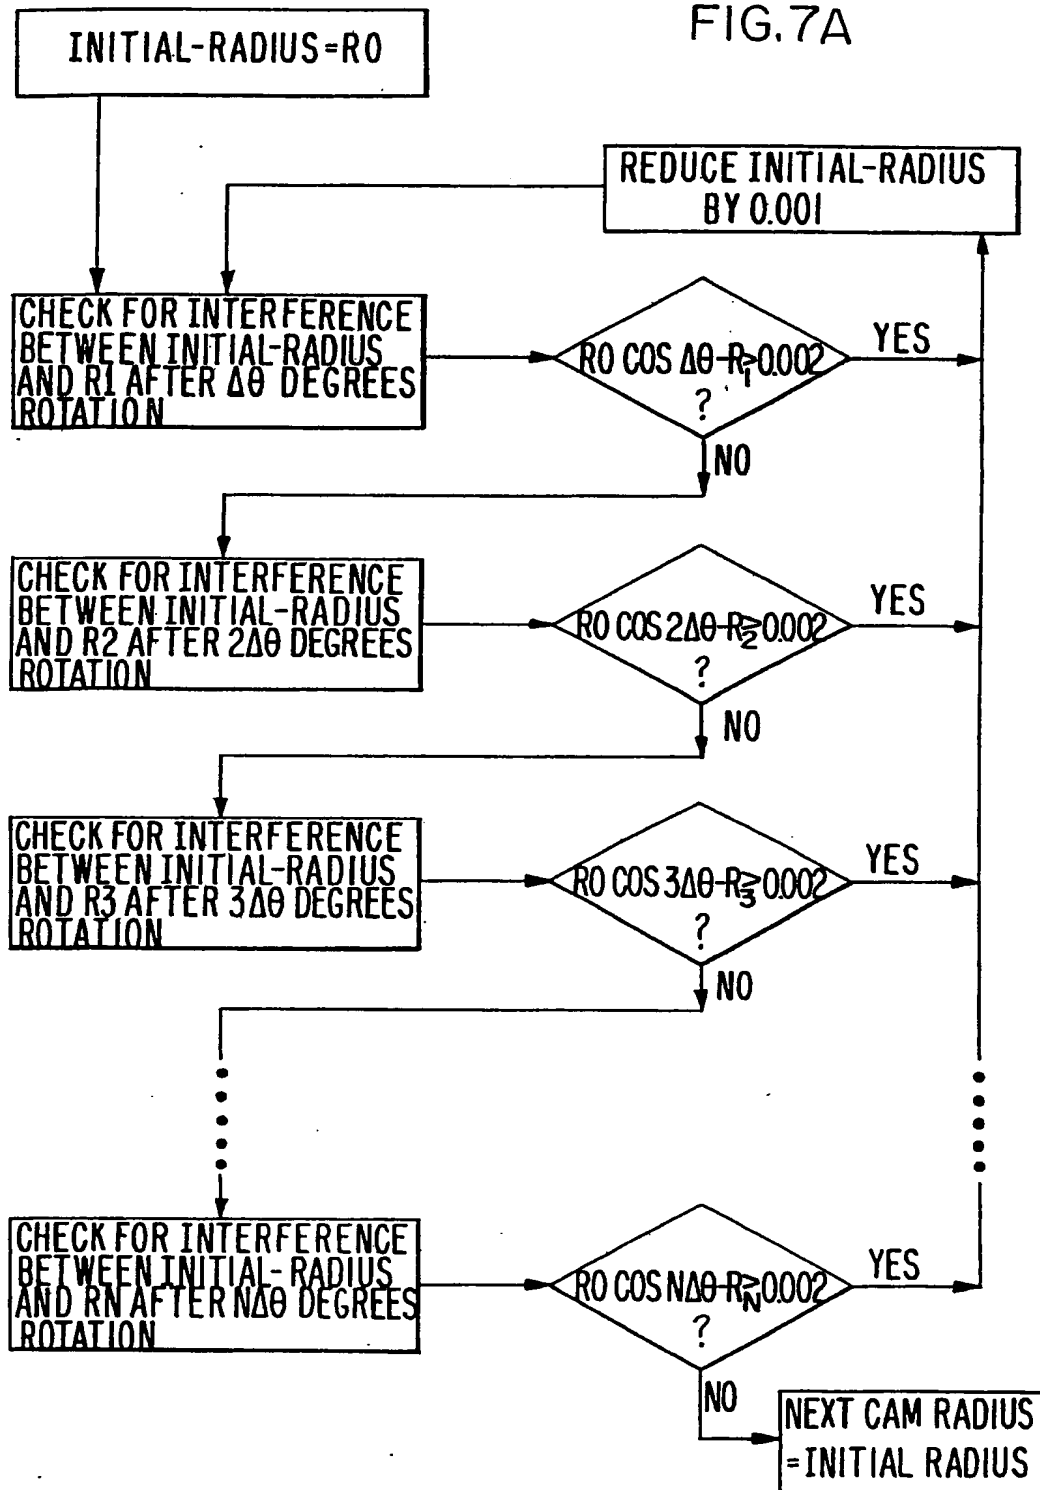 FIG.7A
INITIAL-RADIUS=R0
REDUCE INITIAL-RADIUS
BY 0.001
CHECK FOR INTERFERENCE
BETWEEN INITIAL-RADIUS
AND R1 AFTER Δθ DEGREES
ROTATION
R0 COS Δθ-R₁≥0.002
?
YES
NO
CHECK FOR INTERFERENCE
BETWEEN INITIAL-RADIUS
AND R2 AFTER 2Δθ DEGREES
ROTATION
R0 COS 2Δθ-R₂≥0.002
?
YES
NO
CHECK FOR INTERFERENCE
BETWEEN INITIAL-RADIUS
AND R3 AFTER 3Δθ DEGREES
ROTATION
R0 COS 3Δθ-R₃≥0.002
?
YES
NO
CHECK FOR INTERFERENCE
BETWEEN INITIAL-RADIUS
AND RN AFTER NΔθ DEGREES
ROTATION
R0 COS NΔθ-R_N≥0.002
?
YES
NO
NEXT CAM RADIUS
=INITIAL RADIUS